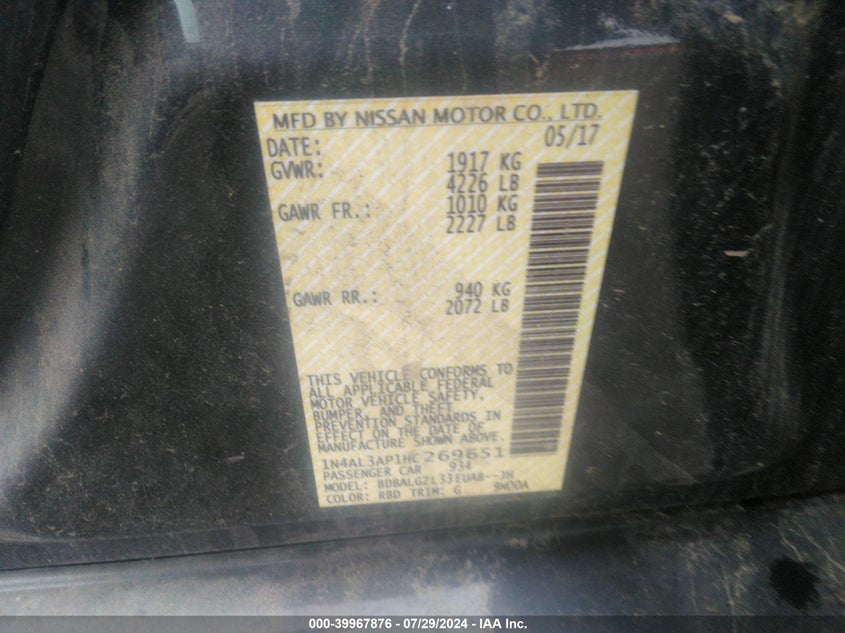 MFD BY NISSAN MOTOR CO., LTD.
DATE: 05/17
GVWR: 1917 KG
4226 LB
GAWR FR.: 1010 KG
2227 LB
GAWR RR.: 940 KG
2072 LB
THIS VEHICLE CONFORMS TO
ALL APPLICABLE FEDERAL
MOTOR VEHICLE SAFETY,
BUMPER, AND THEFT
PREVENTION STANDARDS IN
EFFECT ON THE DATE OF
MANUFACTURE SHOWN ABOVE.
1N4AL3AP1HC269651
PASSENGER CAR 934
MODEL: BDBALGZL33EUAB--JH
COLOR: RBD TRIM: G 9N00A
000-39967876 / 07/29/2024 - IAA Inc.